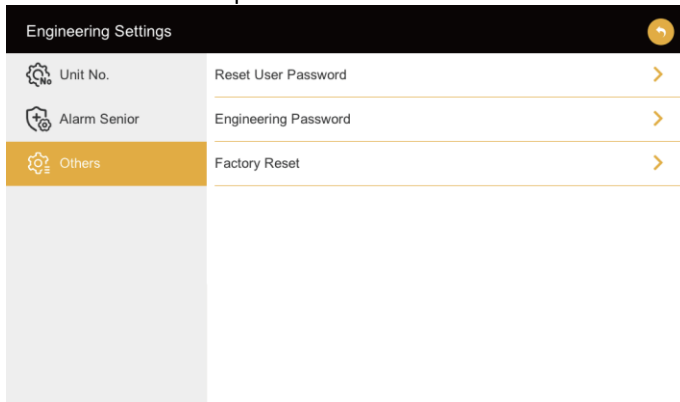 Engineering Settings
Unit No.
Reset User Password
Alarm Senior
Engineering Password
Others
Factory Reset